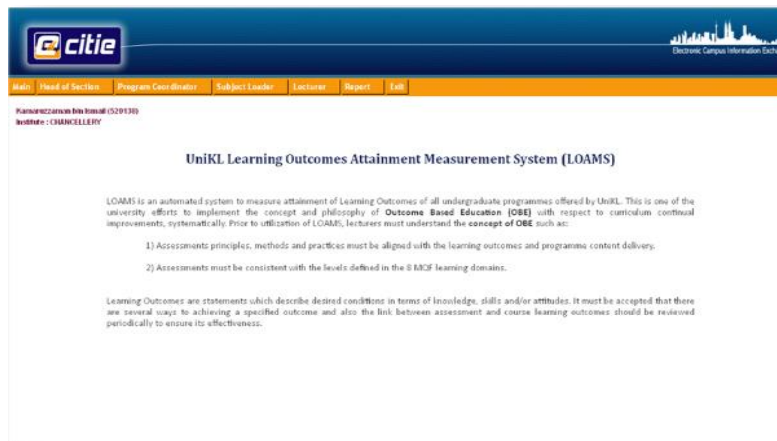 e citie
Electronic Campus Information Exch
Main Head of Section Program Coordinator Subject Leader Lecturer Report Exit
Kamaruzzaman bin Ismail (529138)
Institute : CHANCELLERY
UniKL Learning Outcomes Attainment Measurement System (LOAMS)
LOAMS is an automated system to measure attainment of Learning Outcomes of all undergraduate programmes offered by UniKL. This is one of the
university efforts to implement the concept and philosophy of Outcome Based Education (OBE) with respect to curriculum continual
improvements, systematically. Prior to utilization of LOAMS, lecturers must understand the concept of OBE such as:
1) Assessments principles, methods and practices must be aligned with the learning outcomes and programme content delivery.
2) Assessments must be consistent with the levels defined in the 8 MQF learning domains.
Learning Outcomes are statements which describe desired conditions in terms of knowledge, skills and/or attitudes. It must be accepted that there
are several ways to achieving a specified outcome and also the link between assessment and course learning outcomes should be reviewed
periodically to ensure its effectiveness.